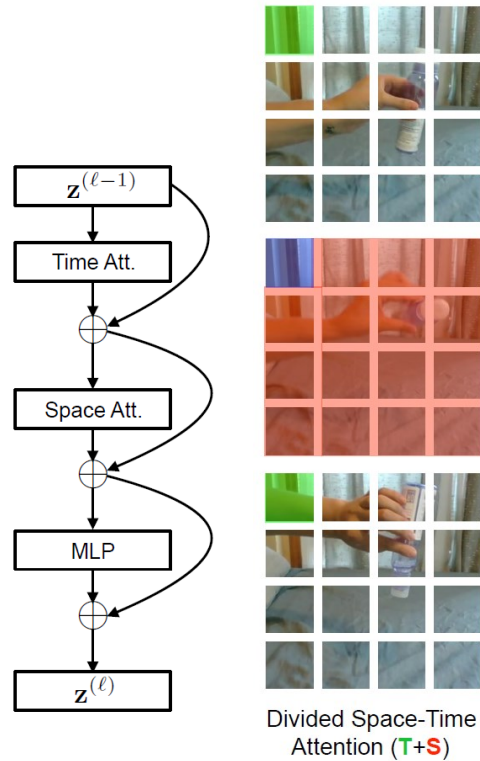 z^(ℓ−1)
Time Att.
Space Att.
MLP
z^(ℓ)
Divided Space-Time
Attention (T+S)